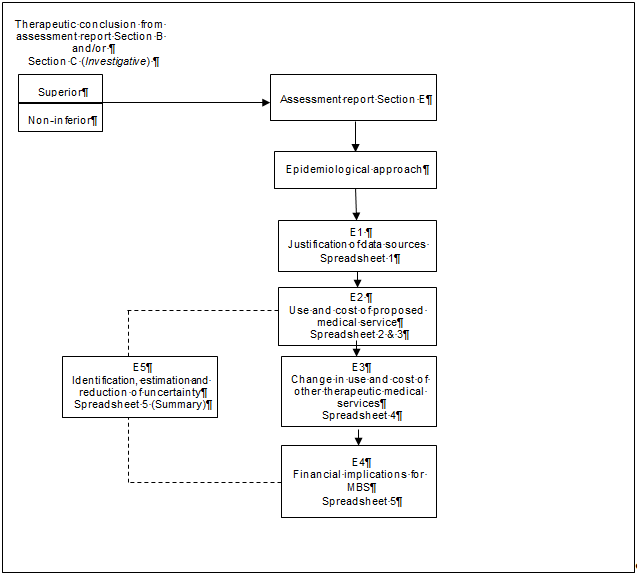 Therapeutic conclusion from
assessment report Section B
and/or ¶
Section C (Investigative) ¶
Superior¶
Non-inferior¶
Assessment report Section E¶
Epidemiological approach¶
E1 ¶
Justification of data sources
Spreadsheet 1¶
E2 ¶
Use and cost of proposed
medical service¶
Spreadsheet 2 & 3¶
E5¶
Identification, estimation and
reduction of uncertainty¶
Spreadsheet 5 (Summary)¶
E3 ¶
Change in use and cost of
other therapeutic medical
services¶
Spreadsheet 4¶
E4¶
Financial implications for
MBS¶
Spreadsheet 5¶